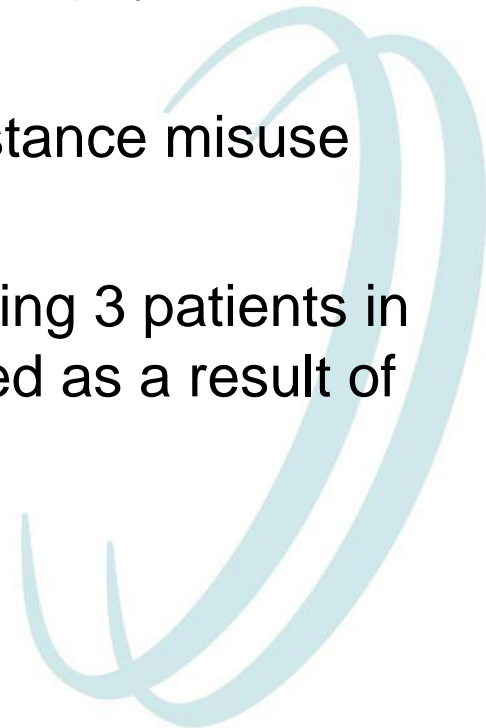 stance misuse
ing 3 patients in
ed as a result of